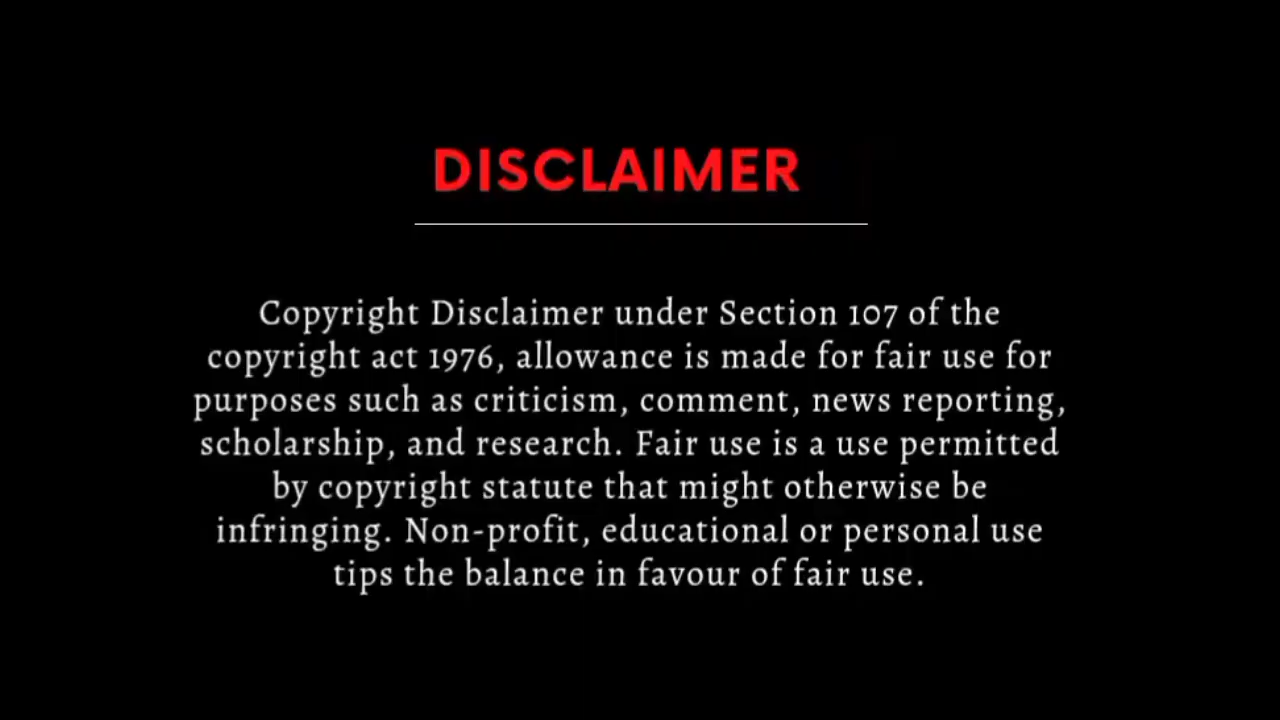 DISCLAIMER
Copyright Disclaimer under Section 107 of the
copyright act 1976, allowance is made for fair use for
purposes such as criticism, comment, news reporting,
scholarship, and research. Fair use is a use permitted
by copyright statute that might otherwise be
infringing. Non-profit, educational or personal use
tips the balance in favour of fair use.